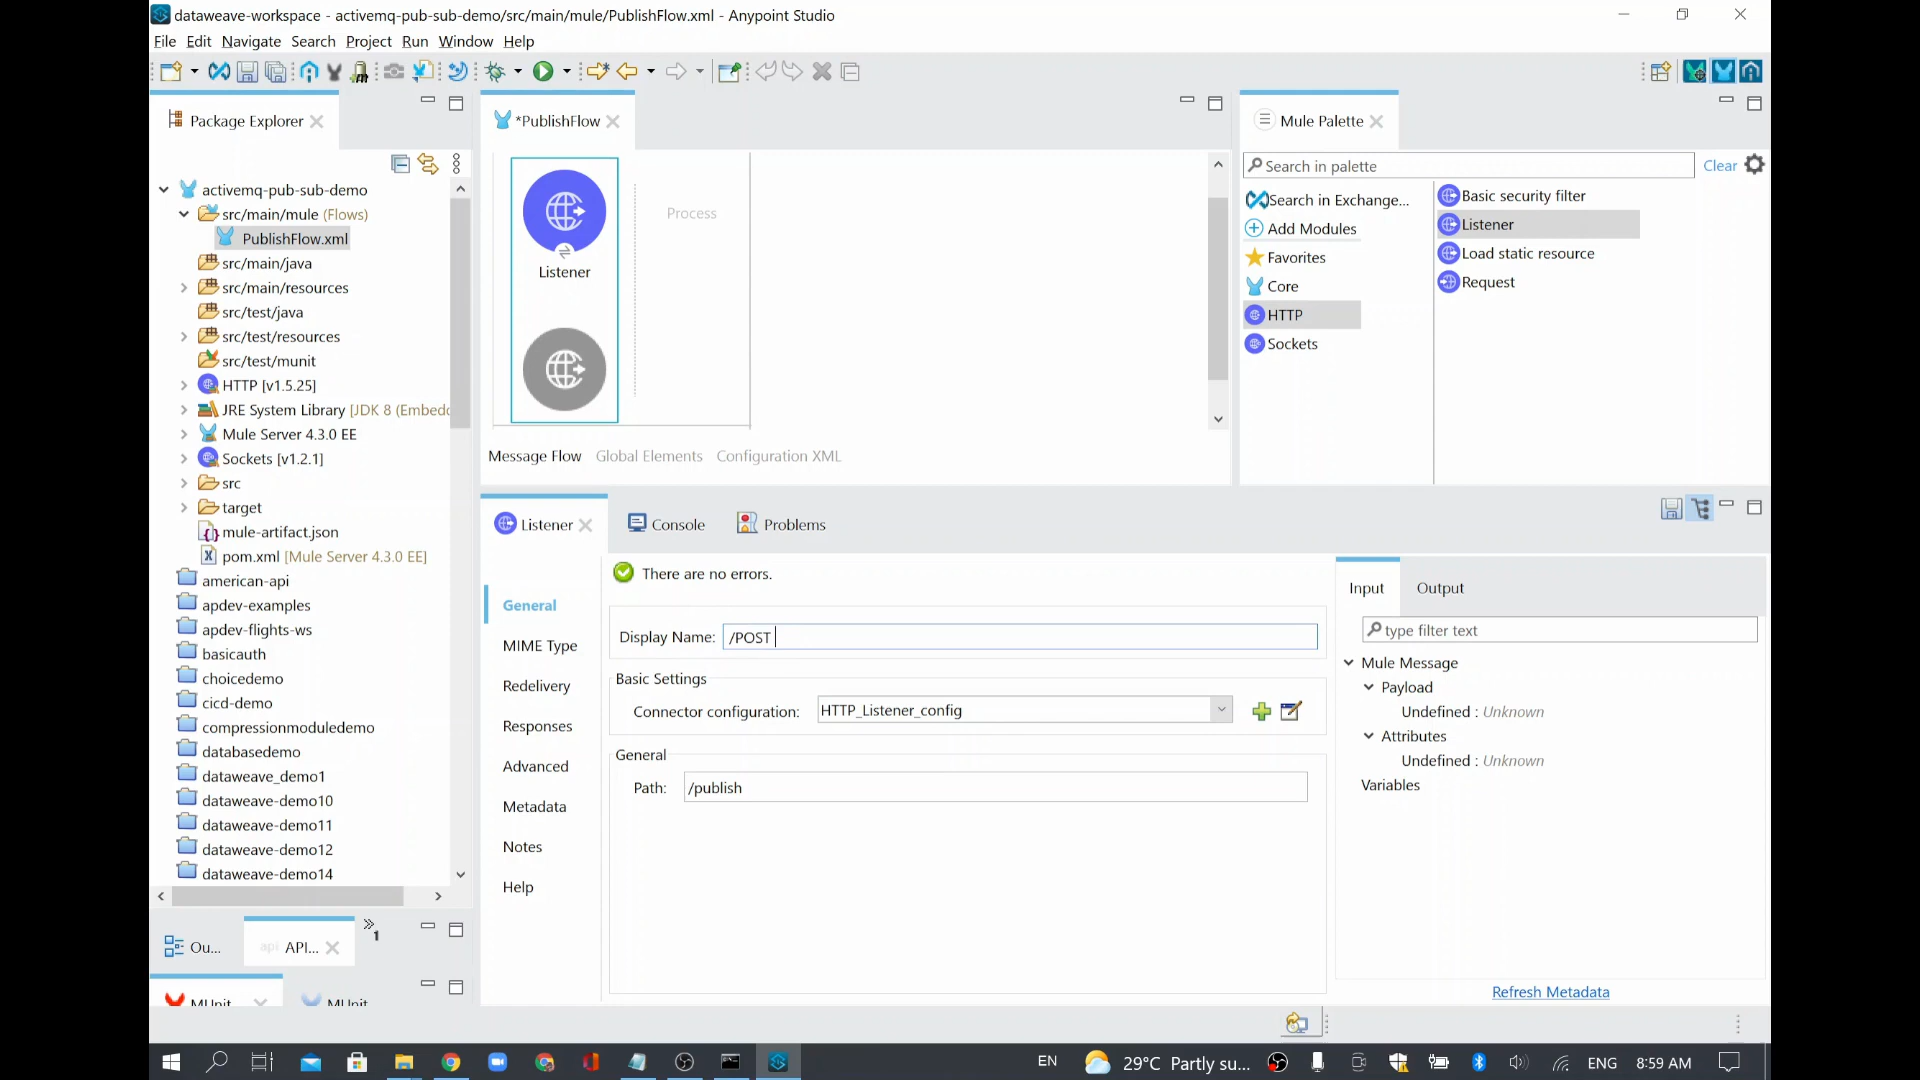 dataweave-workspace - activemq-pub-sub-demo/src/main/mule/PublishFlow.xml - Anypoint Studio
File Edit Navigate Search Project Run Window Help
Package Explorer
activemq-pub-sub-demo
src/main/mule (Flows)
PublishFlow.xml
src/main/java
src/main/resources
src/test/java
src/test/resources
src/test/munit
HTTP [v1.5.25]
JRE System Library [JDK 8 (Embed
Mule Server 4.3.0 EE
Sockets [v1.2.1]
src
target
mule-artifact.json
pom.xml [Mule Server 4.3.0 EE]
american-api
apdev-examples
apdev-flights-ws
basicauth
choicedemo
cicd-demo
compressionmoduledemo
databasedemo
dataweave_demo1
dataweave-demo10
dataweave-demo11
dataweave-demo12
dataweave-demo14
Ou...
api API...
1
MUnit
MUnit
*PublishFlow
Process
Listener
Message Flow Global Elements Configuration XML
Mule Palette
Search in palette
Clear
Search in Exchange...
Add Modules
Favorites
Core
HTTP
Sockets
Basic security filter
Listener
Load static resource
Request
Listener
Console
Problems
There are no errors.
General
MIME Type
Redelivery
Responses
Advanced
Metadata
Notes
Help
Display Name: /POST
Basic Settings
Connector configuration: HTTP_Listener_config
General
Path: /publish
Input
Output
type filter text
Mule Message
Payload
Undefined : Unknown
Attributes
Undefined : Unknown
Variables
Refresh Metadata
EN
29°C Partly su...
ENG
8:59 AM